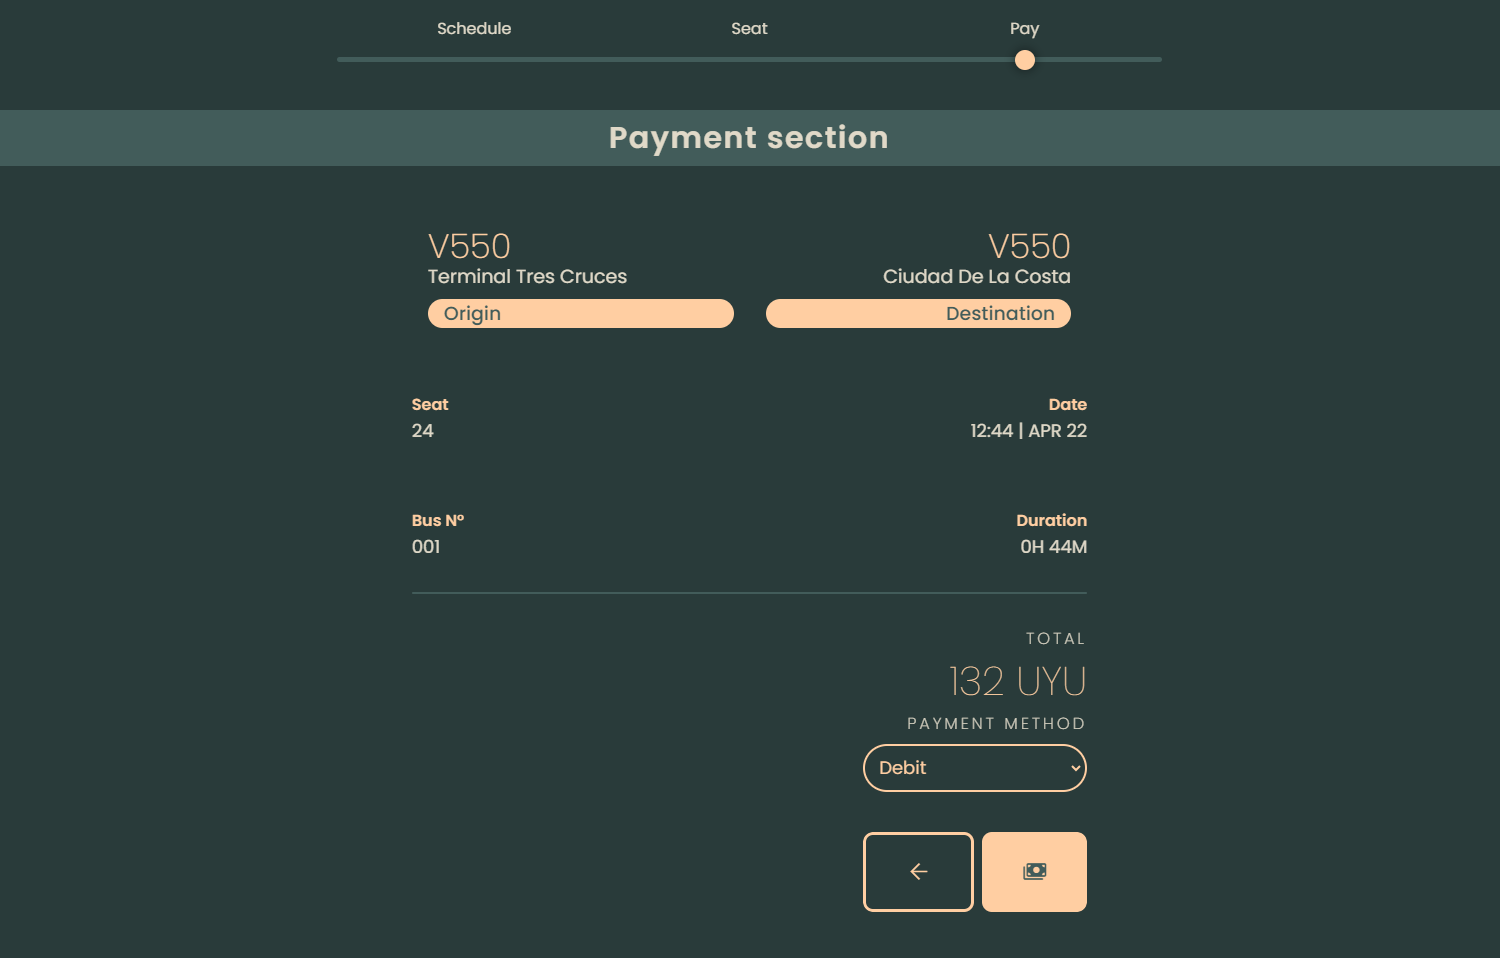 Schedule Seat Pay
Payment section
V550 V550
Terminal Tres Cruces Ciudad De La Costa
Origin Destination
Seat Date
24 12:44 | APR 22
Bus Nº Duration
001 0H 44M
TOTAL
132 UYU
PAYMENT METHOD
Debit